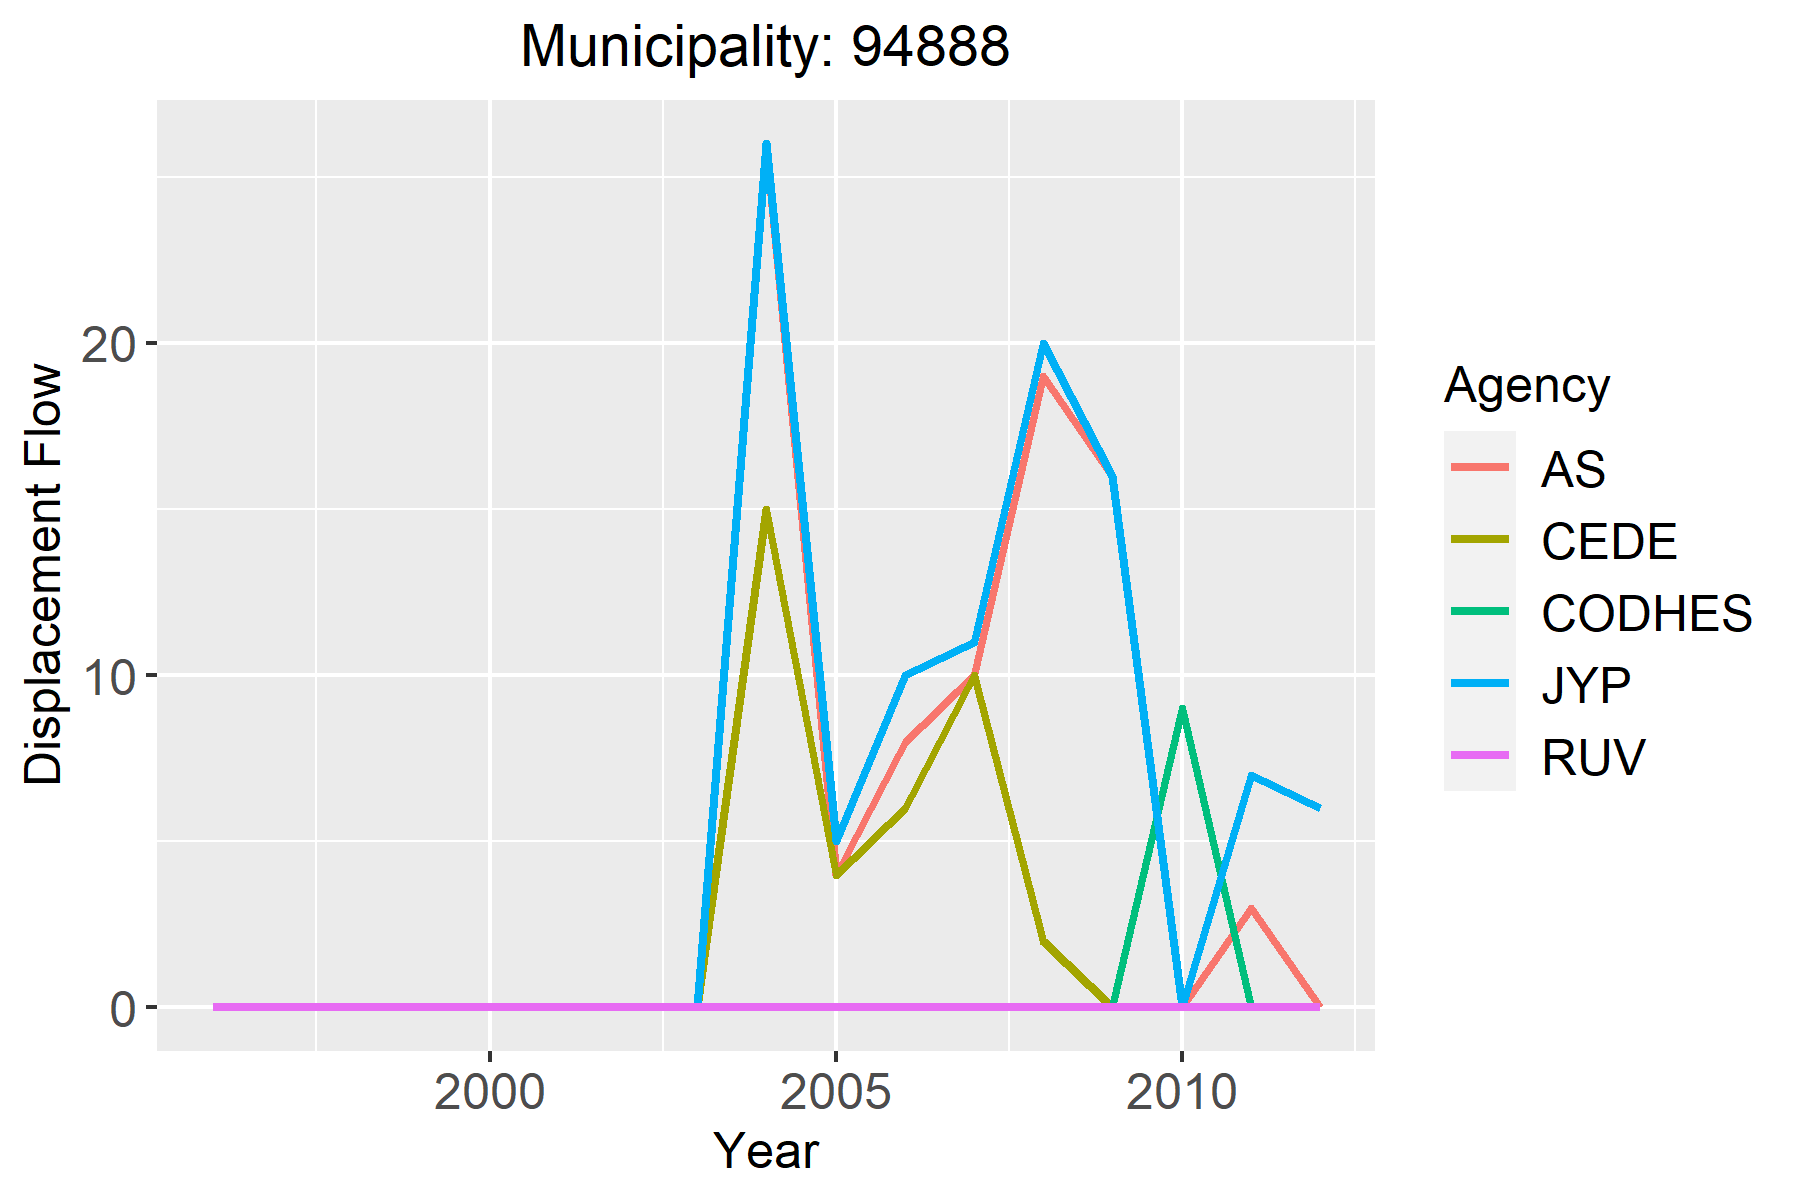 Municipality: 94888
Displacement Flow
20
10
0
2000 2005 2010
Year
Agency
AS
CEDE
CODHES
JYP
RUV